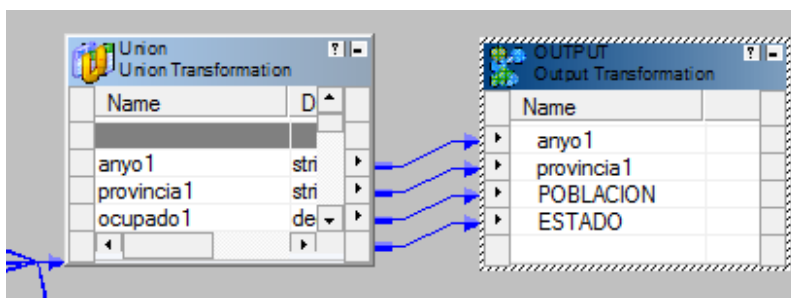 Union
Union Transformation
Name D
anyo1 stri
provincia1 stri
ocupado1 de
OUTPUT
Output Transformation
Name
anyo1
provincia1
POBLACION
ESTADO